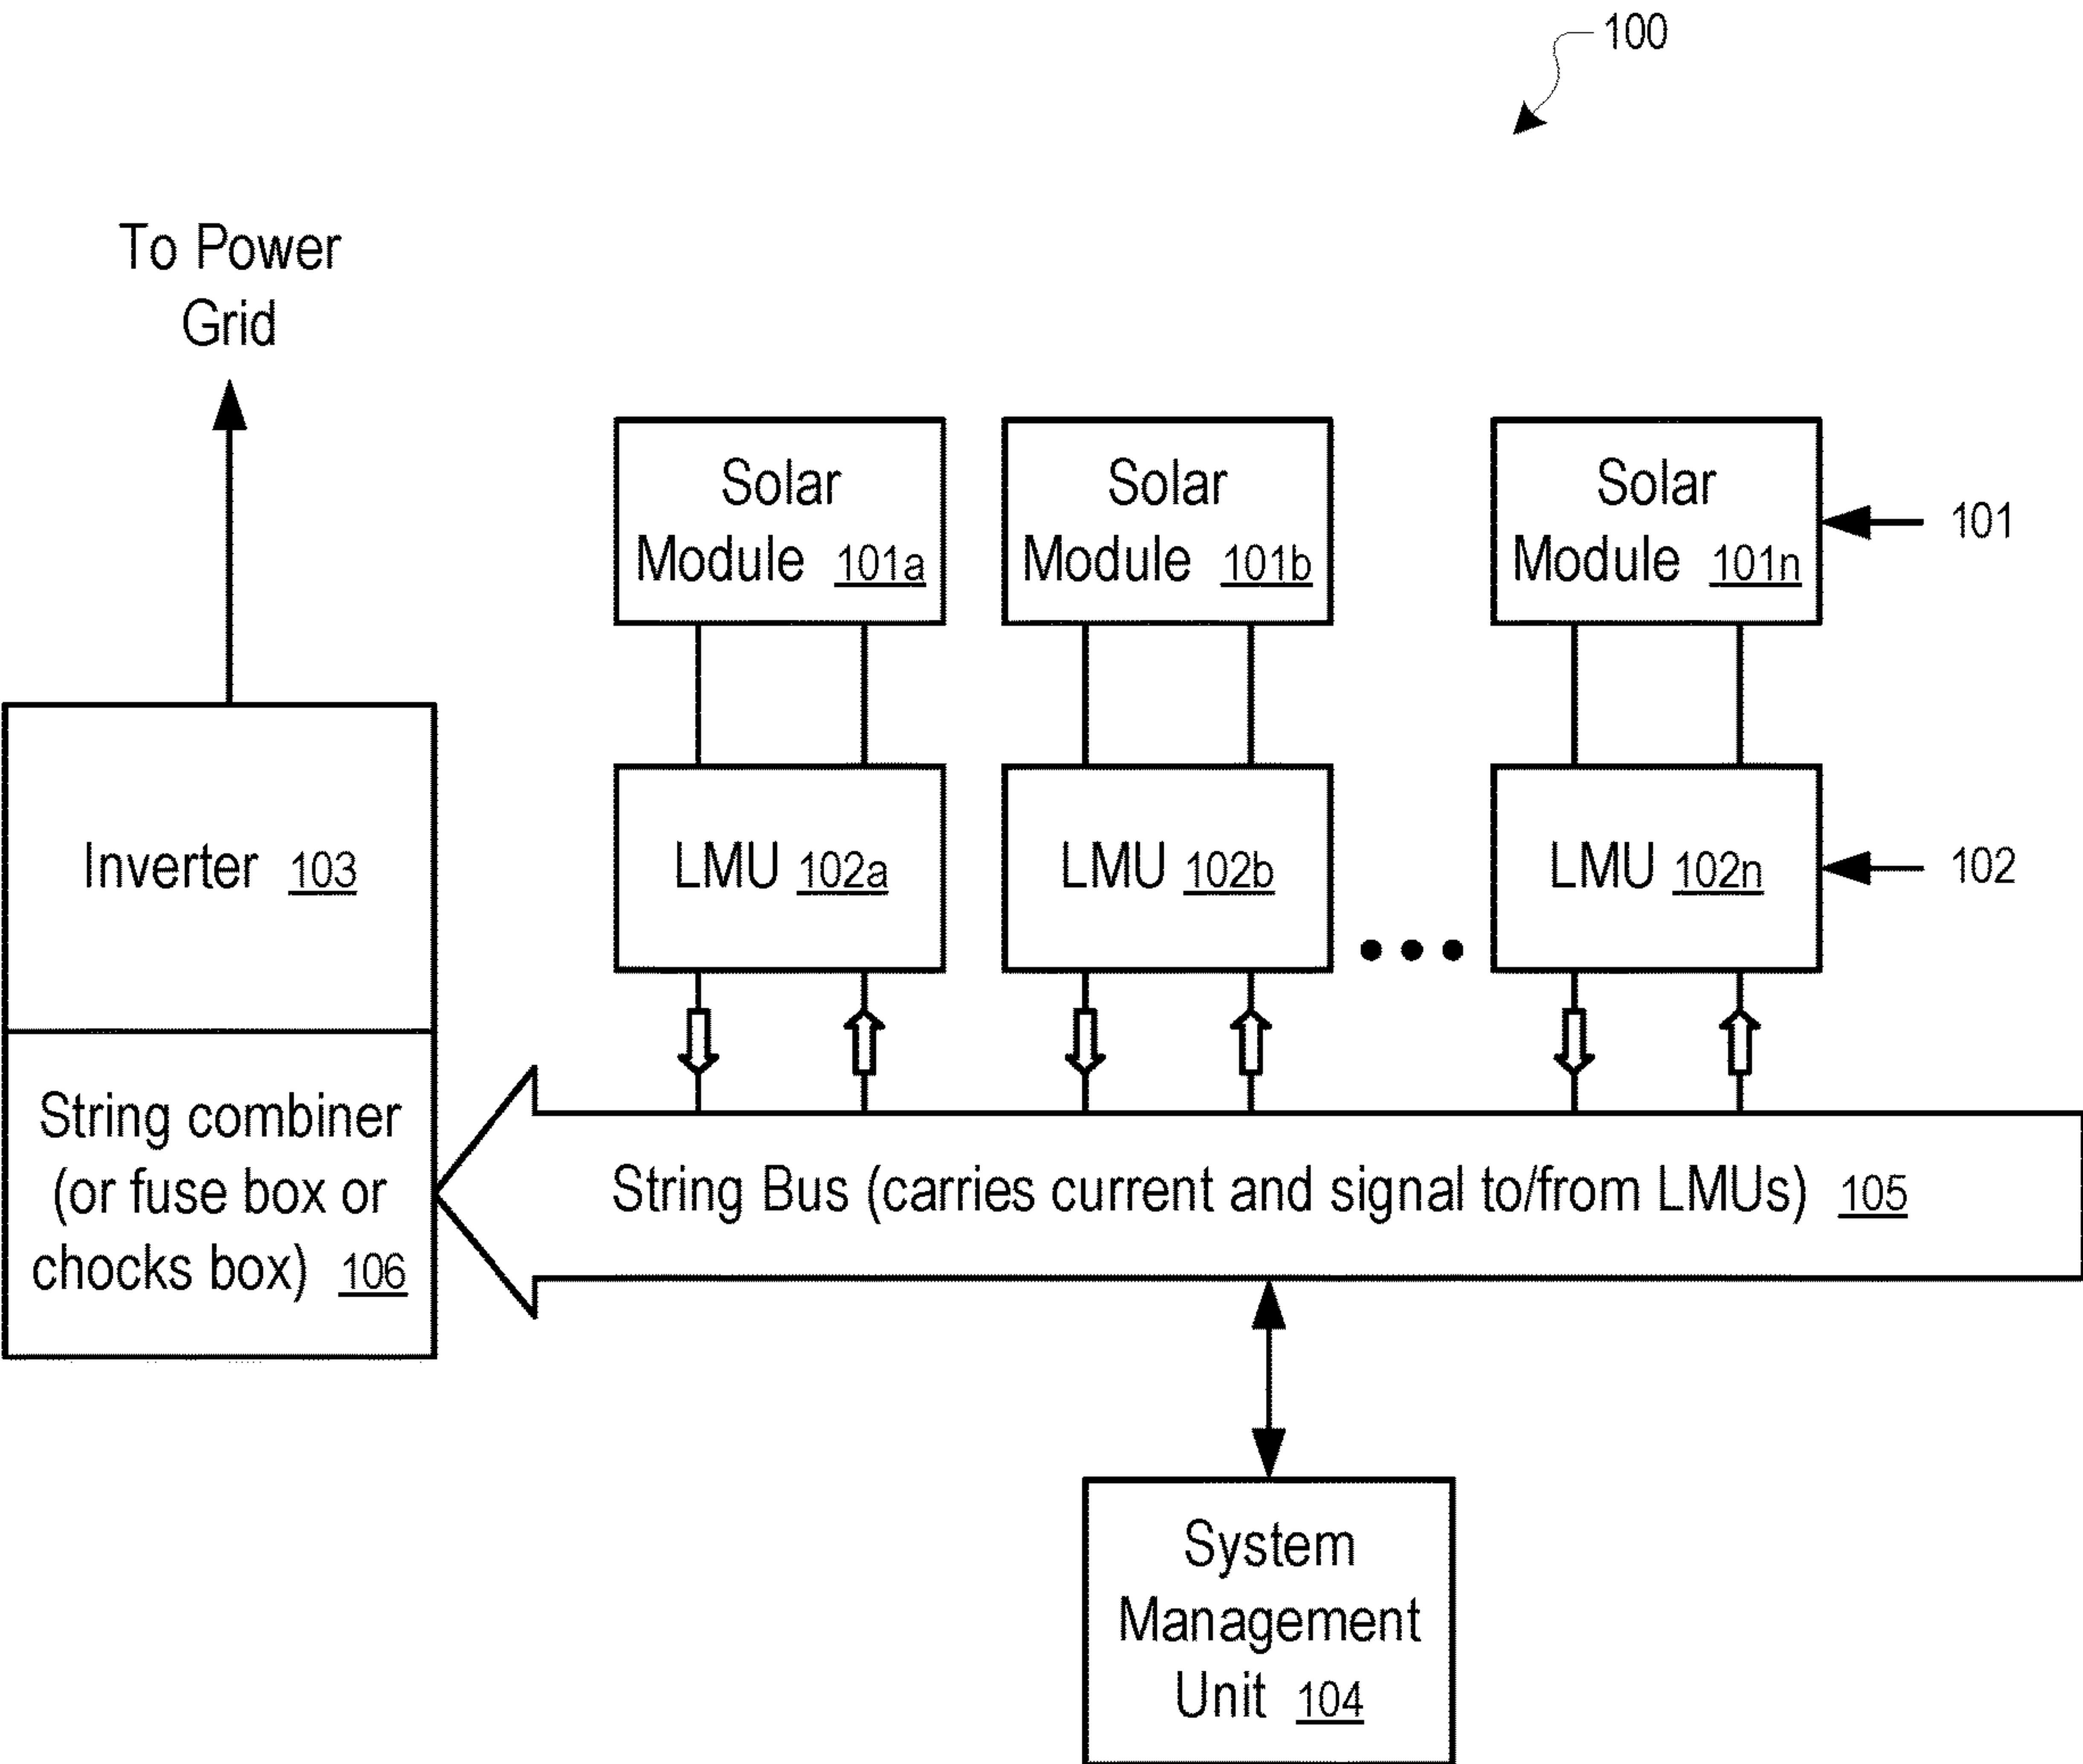 100
To Power
Grid
Solar
Module 101a
Solar
Module 101b
Solar
Module 101n
101
Inverter 103
LMU 102a
LMU 102b
LMU 102n
102
String combiner
(or fuse box or
chocks box) 106
String Bus (carries current and signal to/from LMUs) 105
System
Management
Unit 104